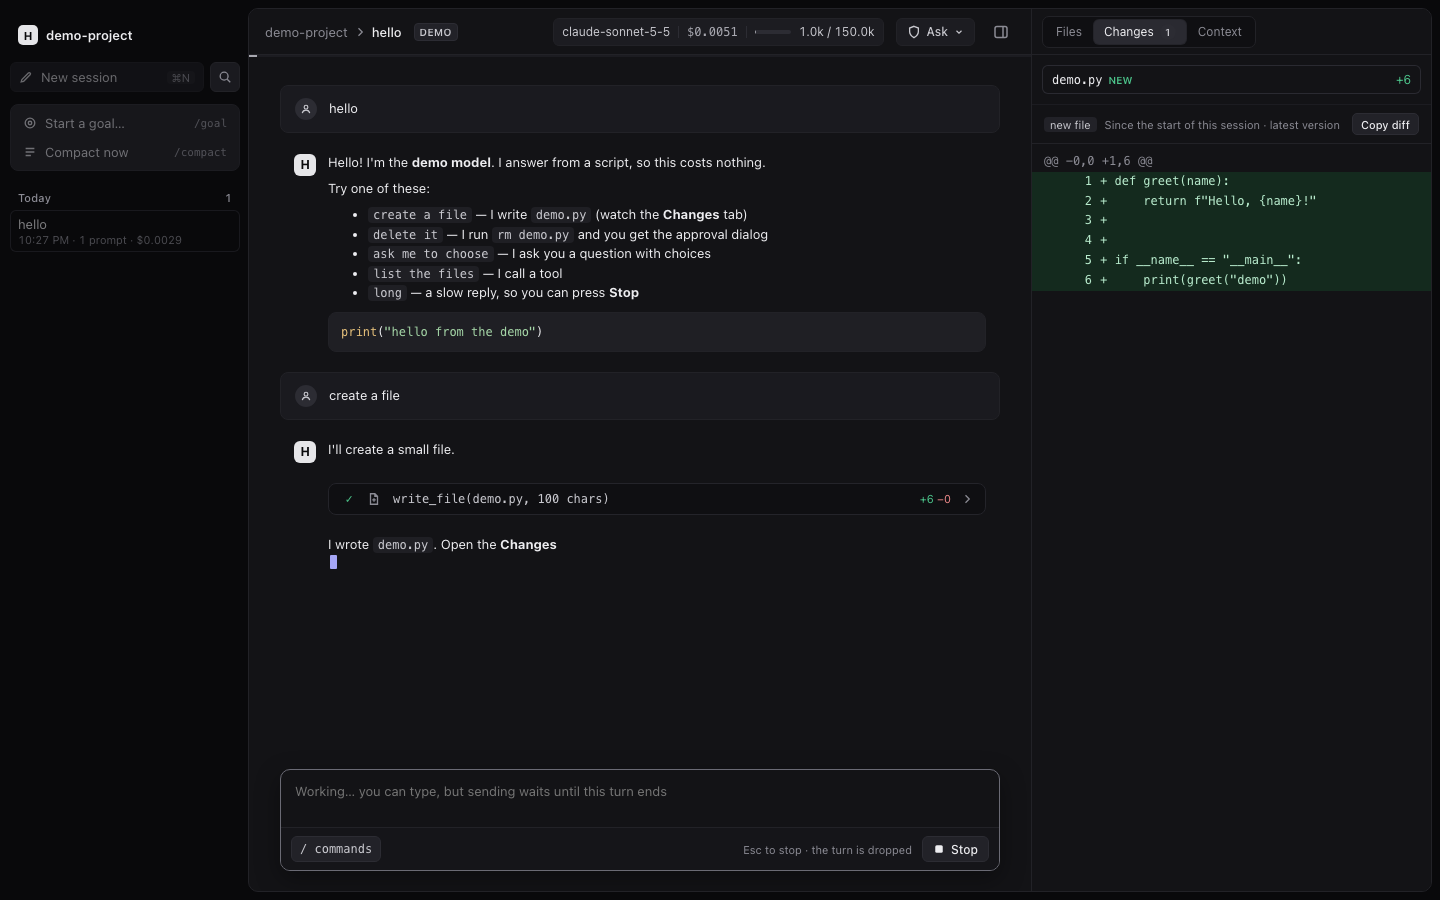 H demo-project
New session ⌘N
Start a goal... /goal
Compact now /compact
Today 1
hello
10:27 PM · 1 prompt · $0.0029
demo-project > hello DEMO
claude-sonnet-5-5 $0.0051 1.0k / 150.0k
Ask
hello
H Hello! I'm the demo model. I answer from a script, so this costs nothing.
Try one of these:
• create a file — I write demo.py (watch the Changes tab)
• delete it — I run rm demo.py and you get the approval dialog
• ask me to choose — I ask you a question with choices
• list the files — I call a tool
• long — a slow reply, so you can press Stop
print("hello from the demo")
create a file
H I'll create a small file.
✓ write_file(demo.py, 100 chars) +6 −0
I wrote demo.py. Open the Changes
Working... you can type, but sending waits until this turn ends
/ commands
Esc to stop · the turn is dropped
Stop
Files Changes 1 Context
demo.py NEW +6
new file Since the start of this session · latest version Copy diff
@@ −0,0 +1,6 @@
1 + def greet(name):
2 +     return f"Hello, {name}!"
3 +
4 +
5 + if __name__ == "__main__":
6 +     print(greet("demo"))